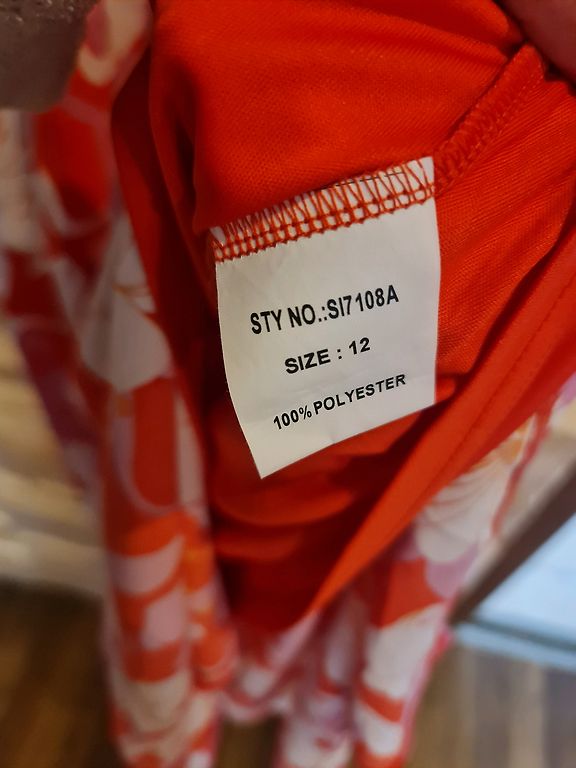 STY NO.:SI7108A
SIZE : 12
100% POLYESTER